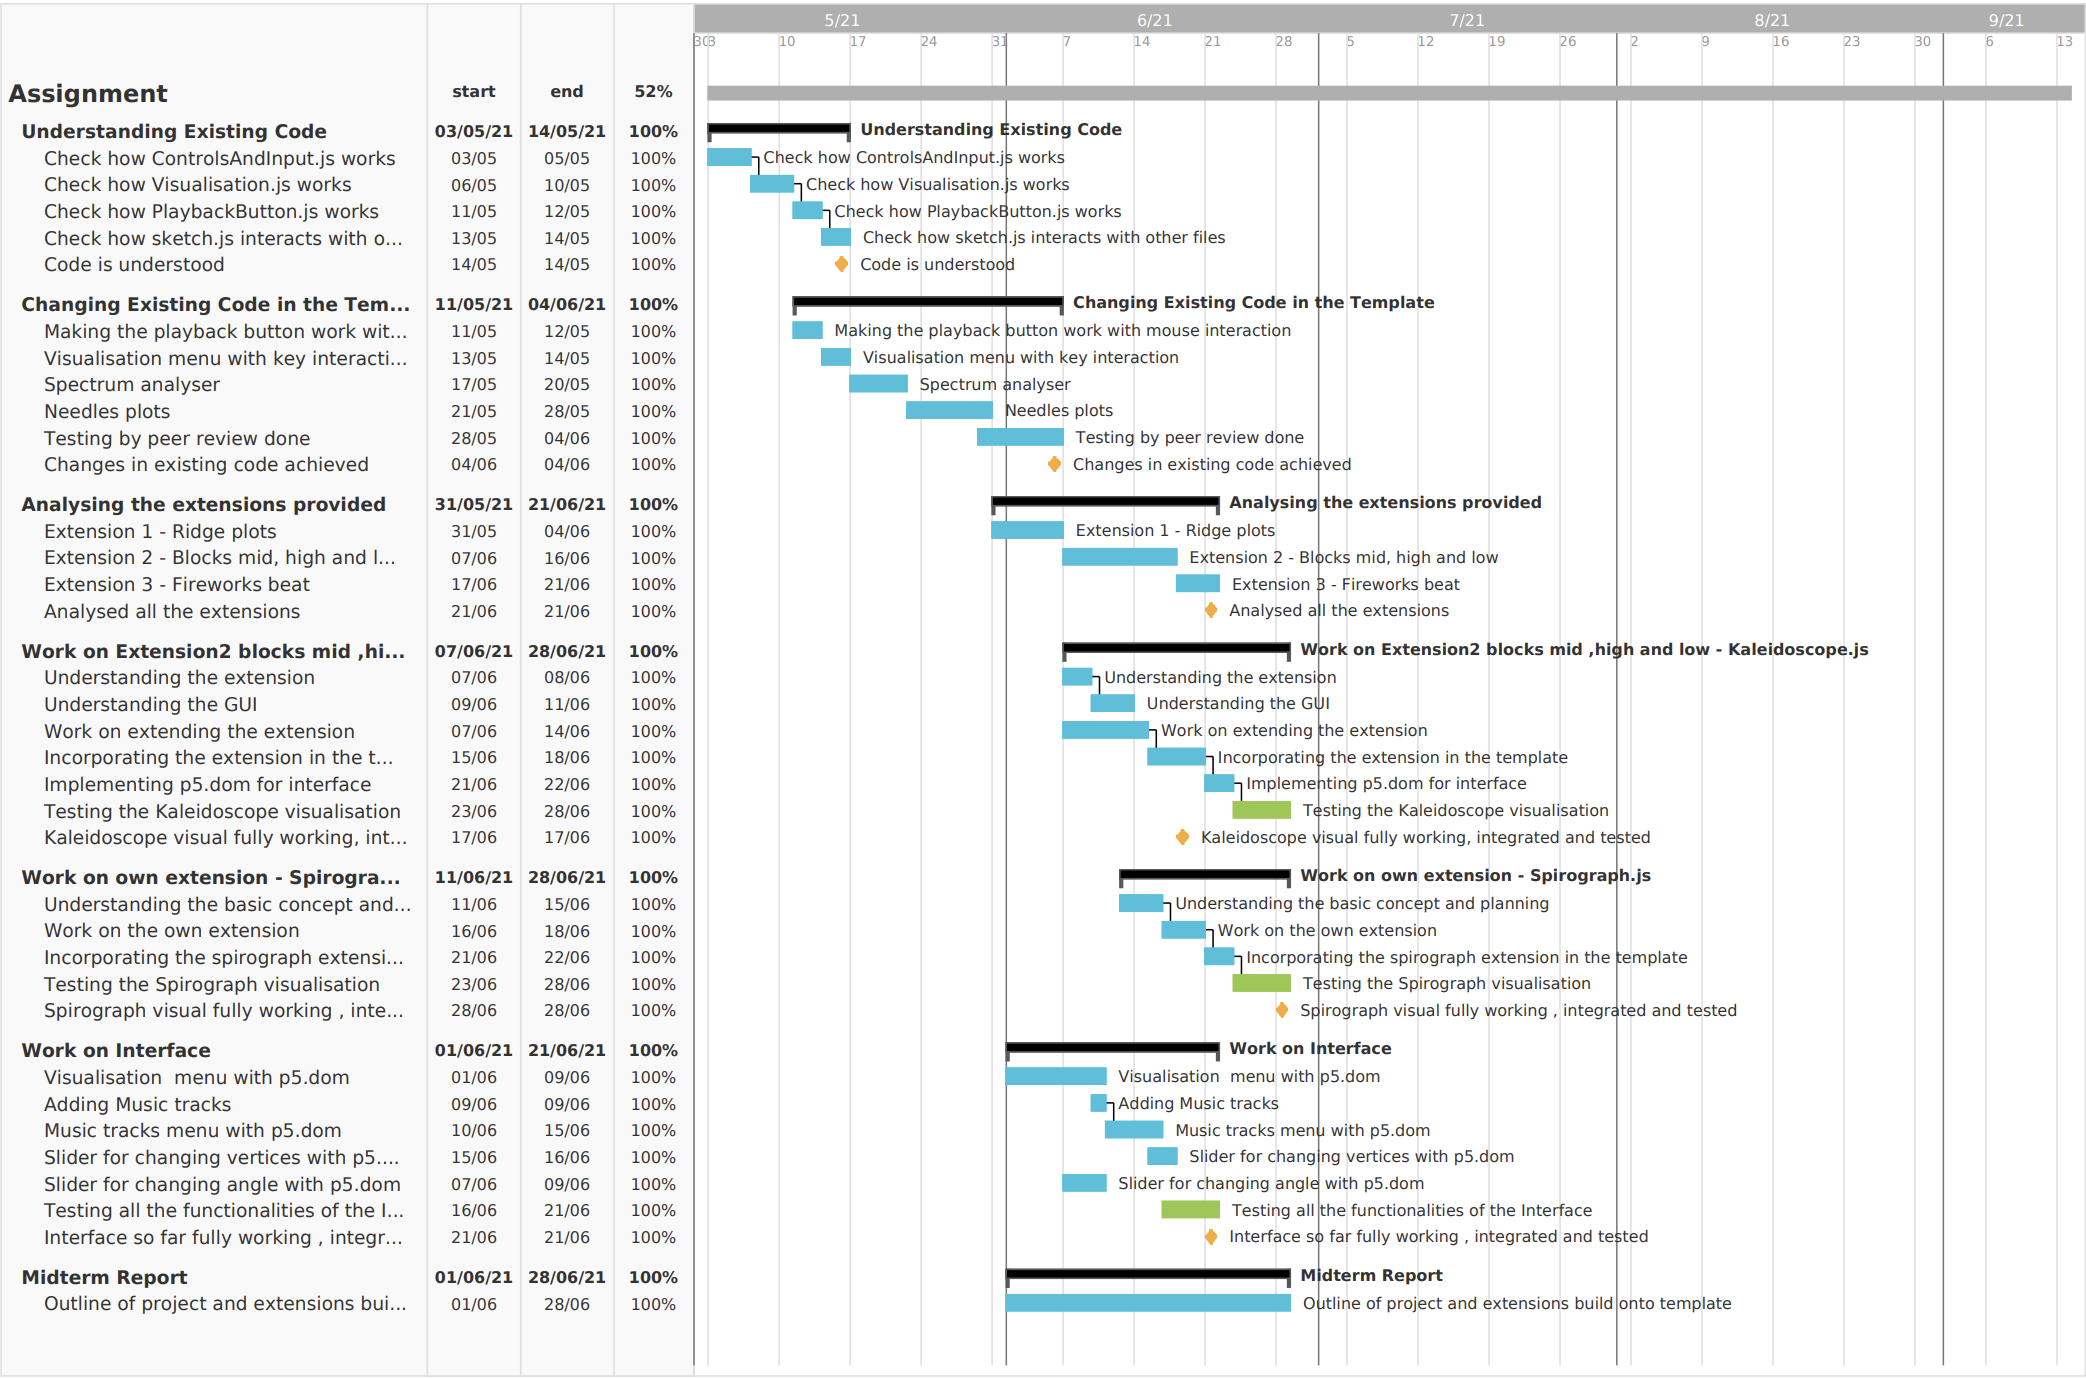 5/21 6/21 7/21 8/21 9/21
3 10 17 24 31 7 14 21 28 5 12 19 26 2 9 16 23 30 6 13
Assignment start end 52%
Understanding Existing Code 03/05/21 14/05/21 100% Understanding Existing Code
Check how ControlsAndInput.js works 03/05 05/05 100% Check how ControlsAndInput.js works
Check how Visualisation.js works 06/05 10/05 100% Check how Visualisation.js works
Check how PlaybackButton.js works 11/05 12/05 100% Check how PlaybackButton.js works
Check how sketch.js interacts with o... 13/05 14/05 100% Check how sketch.js interacts with other files
Code is understood 14/05 14/05 100% Code is understood
Changing Existing Code in the Tem... 11/05/21 04/06/21 100% Changing Existing Code in the Template
Making the playback button work wit... 11/05 12/05 100% Making the playback button work with mouse interaction
Visualisation menu with key interacti... 13/05 14/05 100% Visualisation menu with key interaction
Spectrum analyser 17/05 20/05 100% Spectrum analyser
Needles plots 21/05 28/05 100% Needles plots
Testing by peer review done 28/05 04/06 100% Testing by peer review done
Changes in existing code achieved 04/06 04/06 100% Changes in existing code achieved
Analysing the extensions provided 31/05/21 21/06/21 100% Analysing the extensions provided
Extension 1 - Ridge plots 31/05 04/06 100% Extension 1 - Ridge plots
Extension 2 - Blocks mid, high and l... 07/06 16/06 100% Extension 2 - Blocks mid, high and low
Extension 3 - Fireworks beat 17/06 21/06 100% Extension 3 - Fireworks beat
Analysed all the extensions 21/06 21/06 100% Analysed all the extensions
Work on Extension2 blocks mid ,hi... 07/06/21 28/06/21 100% Work on Extension2 blocks mid ,high and low - Kaleidoscope.js
Understanding the extension 07/06 08/06 100% Understanding the extension
Understanding the GUI 09/06 11/06 100% Understanding the GUI
Work on extending the extension 07/06 14/06 100% Work on extending the extension
Incorporating the extension in the t... 15/06 18/06 100% Incorporating the extension in the template
Implementing p5.dom for interface 21/06 22/06 100% Implementing p5.dom for interface
Testing the Kaleidoscope visualisation 23/06 28/06 100% Testing the Kaleidoscope visualisation
Kaleidoscope visual fully working, int... 17/06 17/06 100% Kaleidoscope visual fully working, integrated and tested
Work on own extension - Spirogra... 11/06/21 28/06/21 100% Work on own extension - Spirograph.js
Understanding the basic concept and... 11/06 15/06 100% Understanding the basic concept and planning
Work on the own extension 16/06 18/06 100% Work on the own extension
Incorporating the spirograph extensi... 21/06 22/06 100% Incorporating the spirograph extension in the template
Testing the Spirograph visualisation 23/06 28/06 100% Testing the Spirograph visualisation
Spirograph visual fully working , inte... 28/06 28/06 100% Spirograph visual fully working , integrated and tested
Work on Interface 01/06/21 21/06/21 100% Work on Interface
Visualisation  menu with p5.dom 01/06 09/06 100% Visualisation  menu with p5.dom
Adding Music tracks 09/06 09/06 100% Adding Music tracks
Music tracks menu with p5.dom 10/06 15/06 100% Music tracks menu with p5.dom
Slider for changing vertices with p5.... 15/06 16/06 100% Slider for changing vertices with p5.dom
Slider for changing angle with p5.dom 07/06 09/06 100% Slider for changing angle with p5.dom
Testing all the functionalities of the I... 16/06 21/06 100% Testing all the functionalities of the Interface
Interface so far fully working , integr... 21/06 21/06 100% Interface so far fully working , integrated and tested
Midterm Report 01/06/21 28/06/21 100% Midterm Report
Outline of project and extensions bui... 01/06 28/06 100% Outline of project and extensions build onto template